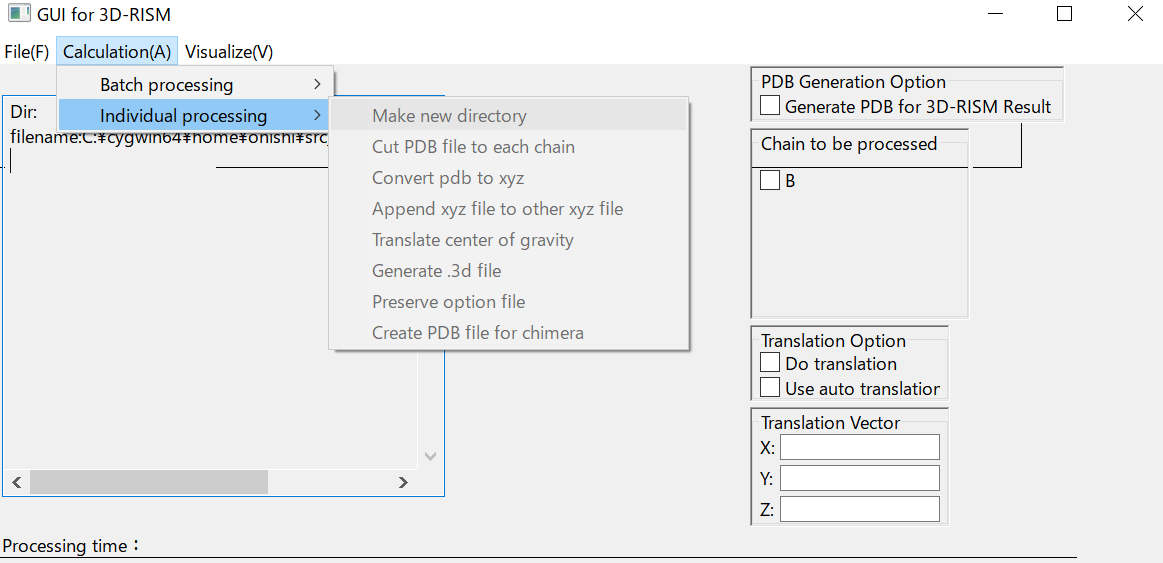 GUI for 3D-RISM
File(F) Calculation(A) Visualize(V)
Batch processing
Individual processing
Dir:
filename:C:¥cygwin64¥home¥onishi¥src
Make new directory
Cut PDB file to each chain
Convert pdb to xyz
Append xyz file to other xyz file
Translate center of gravity
Generate .3d file
Preserve option file
Create PDB file for chimera
PDB Generation Option
Generate PDB for 3D-RISM Result
Chain to be processed
B
Translation Option
Do translation
Use auto translation
Translation Vector
X:
Y:
Z:
Processing time：